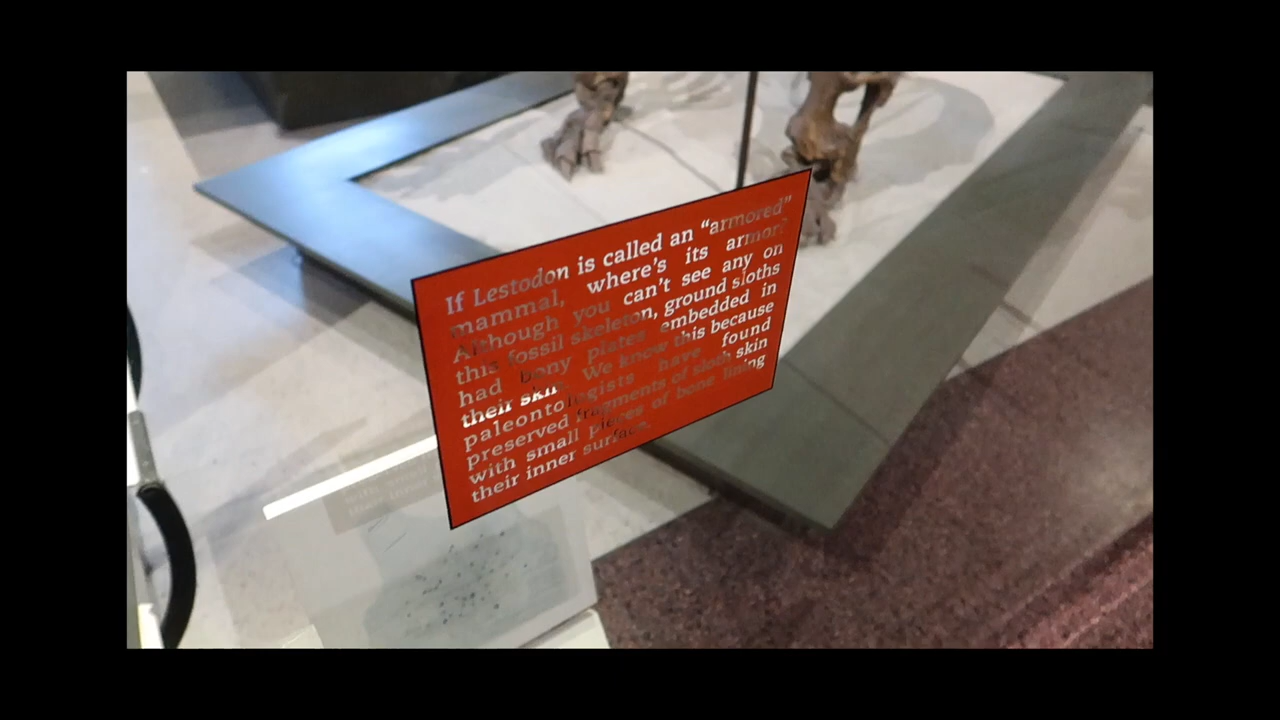 If Lestodon is called an “armored”
mammal, where’s its armor?
Although you can’t see any on
this fossil skeleton, ground sloths
had bony plates embedded in
their skin. We know this because
paleontologists have found
preserved fragments of sloth skin
with small pieces of bone lining
their inner surface.